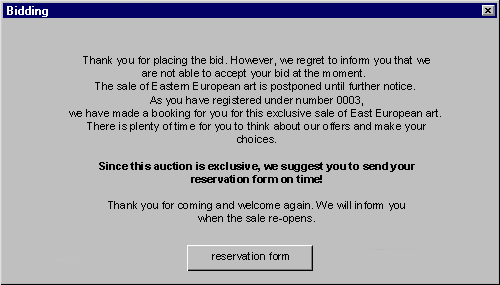 Bidding
Thank you for placing the bid. However, we regret to inform you that we
are not able to accept your bid at the moment.
The sale of Eastern European art is postponed until further notice.
As you have registered under number 0003,
we have made a booking for you for this exclusive sale of East European art.
There is plenty of time for you to think about our offers and make your
choices.
Since this auction is exclusive, we suggest you to send your
reservation form on time!
Thank you for coming and welcome again. We will inform you
when the sale re-opens.
reservation form